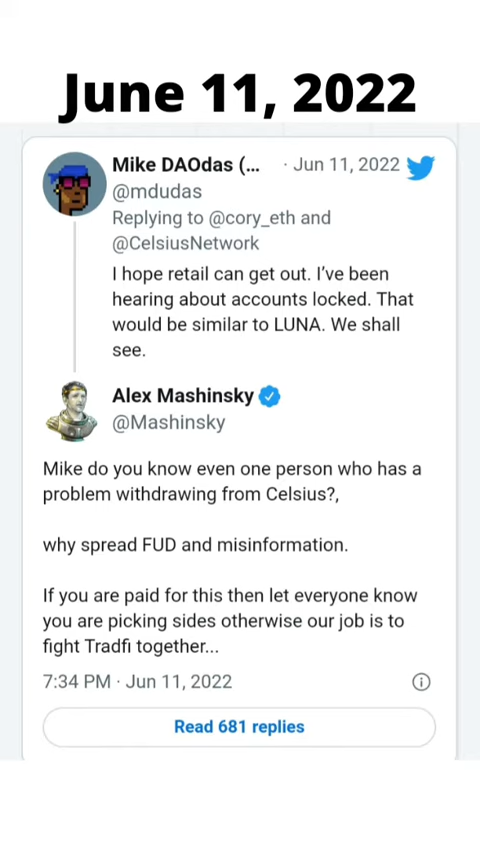 June 11, 2022
Mike DAOdas (... · Jun 11, 2022
@mdudas
Replying to @cory_eth and
@CelsiusNetwork
I hope retail can get out. I've been
hearing about accounts locked. That
would be similar to LUNA. We shall
see.
Alex Mashinsky
@Mashinsky
Mike do you know even one person who has a
problem withdrawing from Celsius?,
why spread FUD and misinformation.
If you are paid for this then let everyone know
you are picking sides otherwise our job is to
fight Tradfi together...
7:34 PM · Jun 11, 2022
Read 681 replies